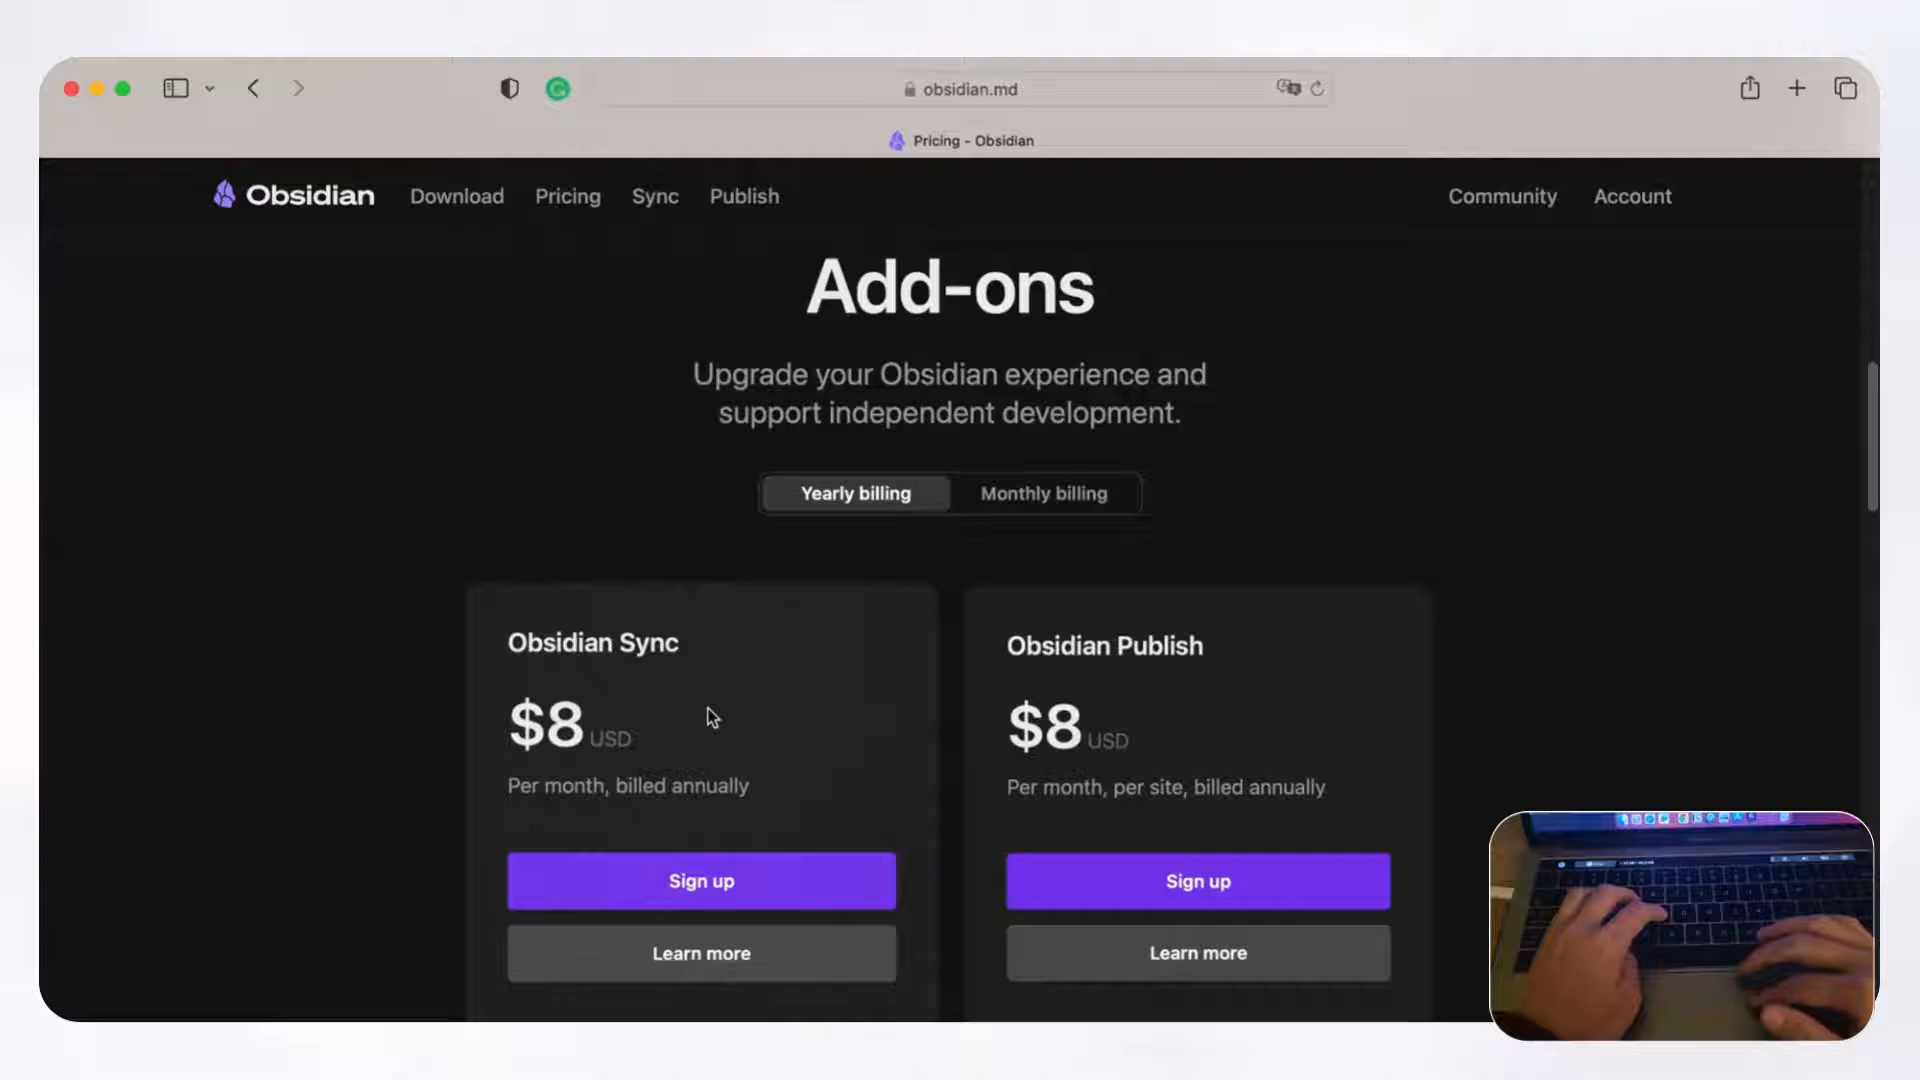 obsidian.md
Pricing - Obsidian
Obsidian Download Pricing Sync Publish Community Account
Add-ons
Upgrade your Obsidian experience and
support independent development.
Yearly billing Monthly billing
Obsidian Sync
$8 USD
Per month, billed annually
Sign up
Learn more
Obsidian Publish
$8 USD
Per month, per site, billed annually
Sign up
Learn more